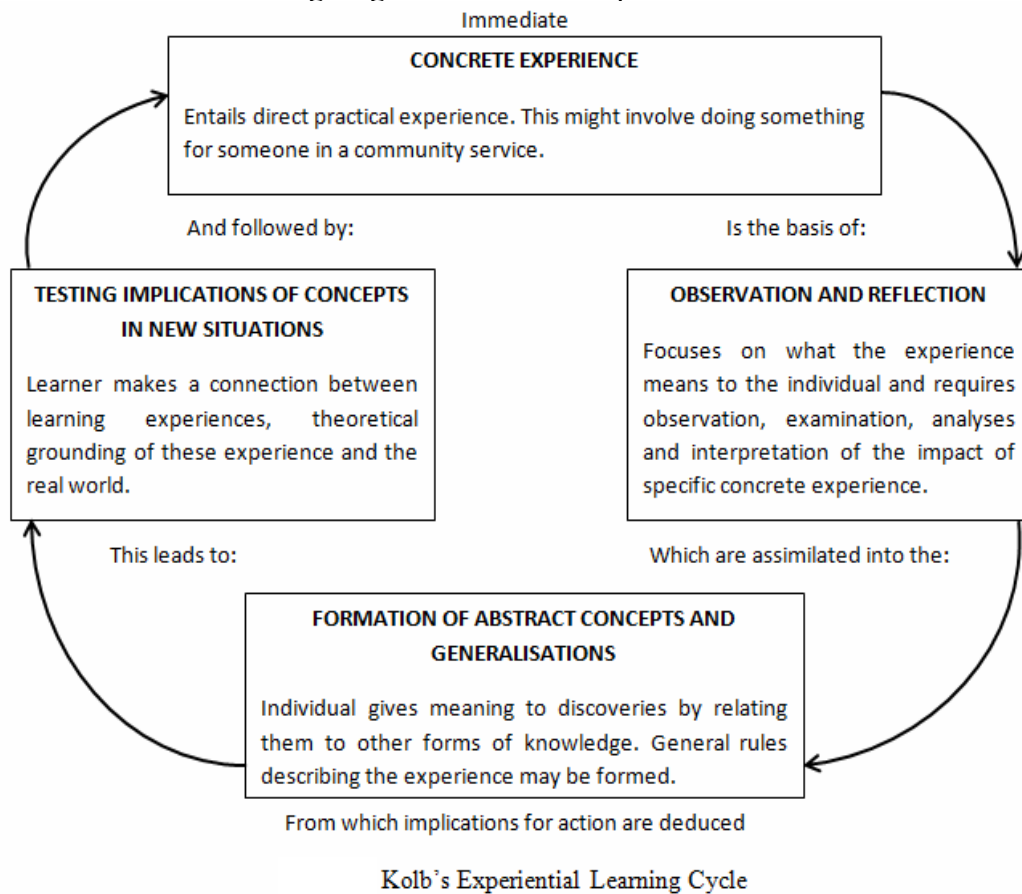 Immediate
CONCRETE EXPERIENCE
Entails direct practical experience. This might involve doing something
for someone in a community service.
And followed by:
Is the basis of:
TESTING IMPLICATIONS OF CONCEPTS
IN NEW SITUATIONS
Learner makes a connection between
learning experiences, theoretical
grounding of these experience and the
real world.
OBSERVATION AND REFLECTION
Focuses on what the experience
means to the individual and requires
observation, examination, analyses
and interpretation of the impact of
specific concrete experience.
This leads to:
Which are assimilated into the:
FORMATION OF ABSTRACT CONCEPTS AND
GENERALISATIONS
Individual gives meaning to discoveries by relating
them to other forms of knowledge. General rules
describing the experience may be formed.
From which implications for action are deduced
Kolb's Experiential Learning Cycle